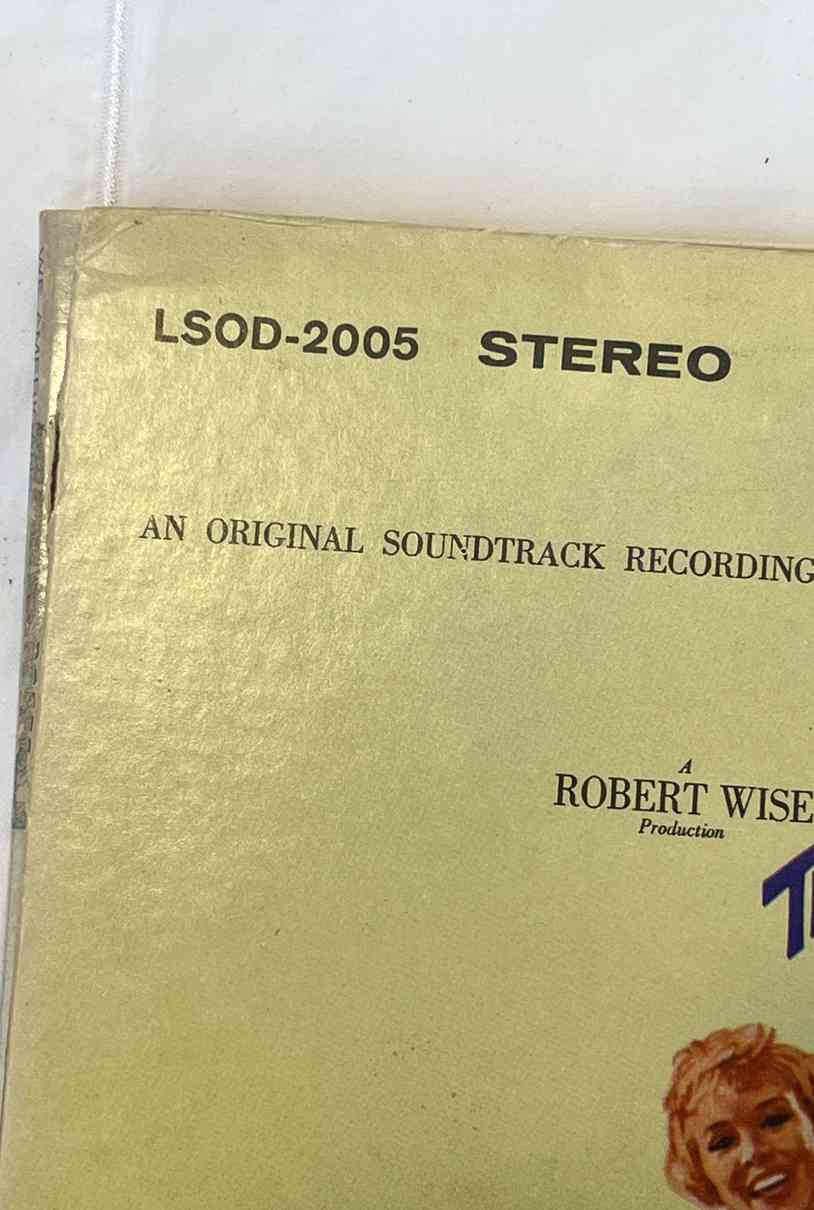 LSOD-2005 STEREO
AN ORIGINAL SOUNDTRACK RECORDING
A
ROBERT WISE
Production